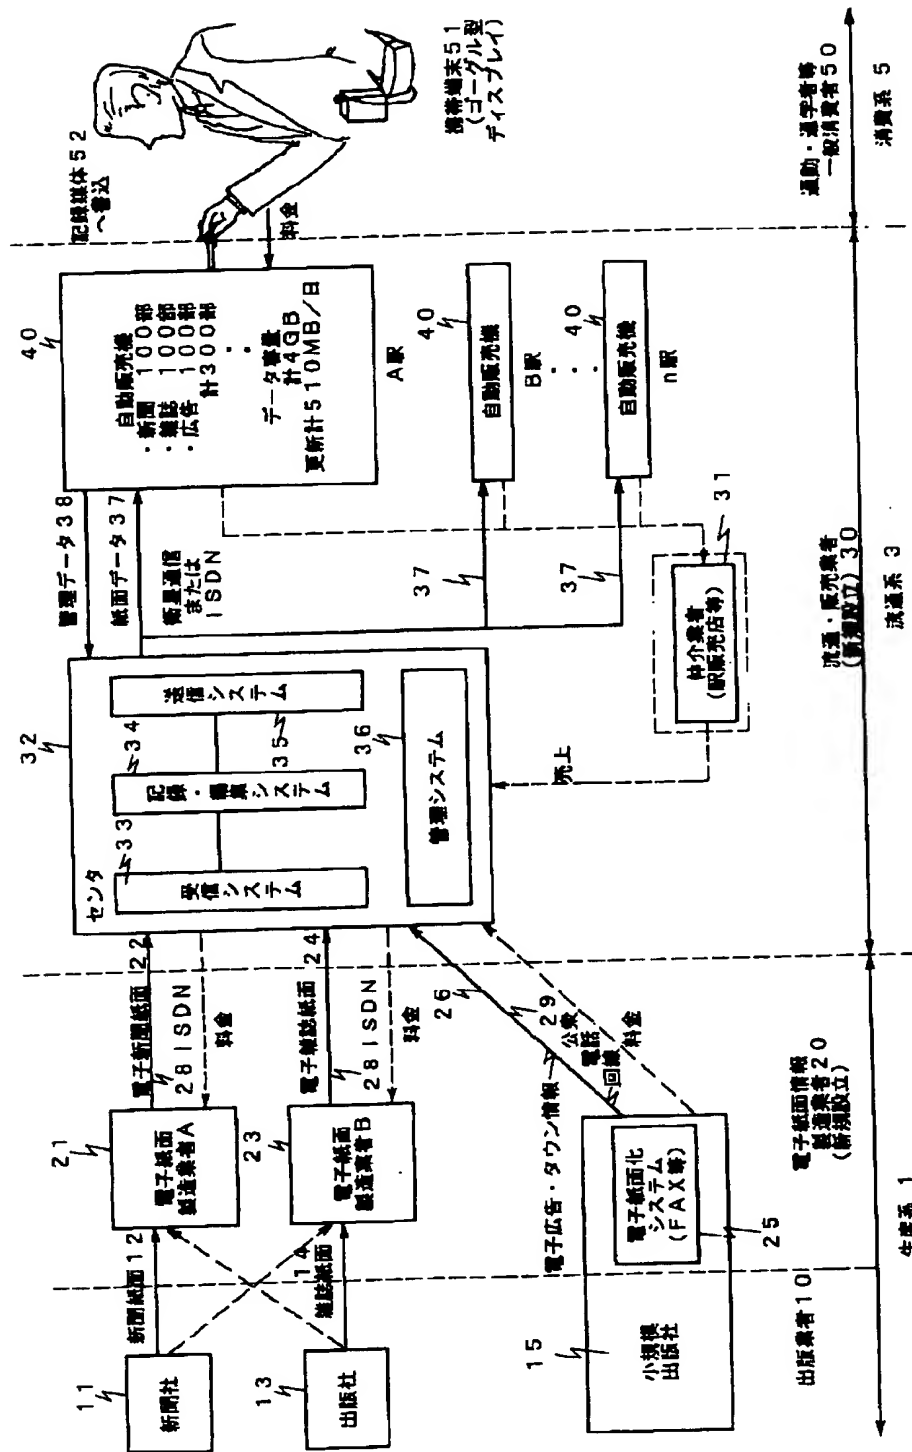 11
新聞社
新聞紙面12
13
出版社
14
雑誌紙面
15
小規模
出版社
出版業者10
21
電子紙面
製造業者A
23
電子紙面
製造業者B
電子新聞紙面 22
28 ISDN
料金
電子雑誌紙面 24
28 ISDN
料金
電子広告・タウン情報
26
29
公衆
電話
回線
料金
電子紙面化
システム
(FAX等)
25
電子紙面情報
製造業者20
(新規設立)
生産系 1
32
センタ
33
受信システム
34
記録・編集システム
35
送信システム
36
管理システム
売上
管理データ38
紙面データ37
衛星通信
または
ISDN
37
37
仲介業者
(駅販売店等)
31
流通・販売業者
(新規設立) 30
流通系 3
40
自動販売機
・新聞 100部
・雑誌 100部
・広告 100部
計300部
・
・
データ容量
計4GB
更新計510MB/日
A駅
自動販売機
40
B駅
・
・
・
自動販売機
40
n駅
記録媒体52
へ書込
料金
携帯端末51
(ゴーグル型
ディスプレイ)
通勤・通学者等
一般消費者50
消費系 5